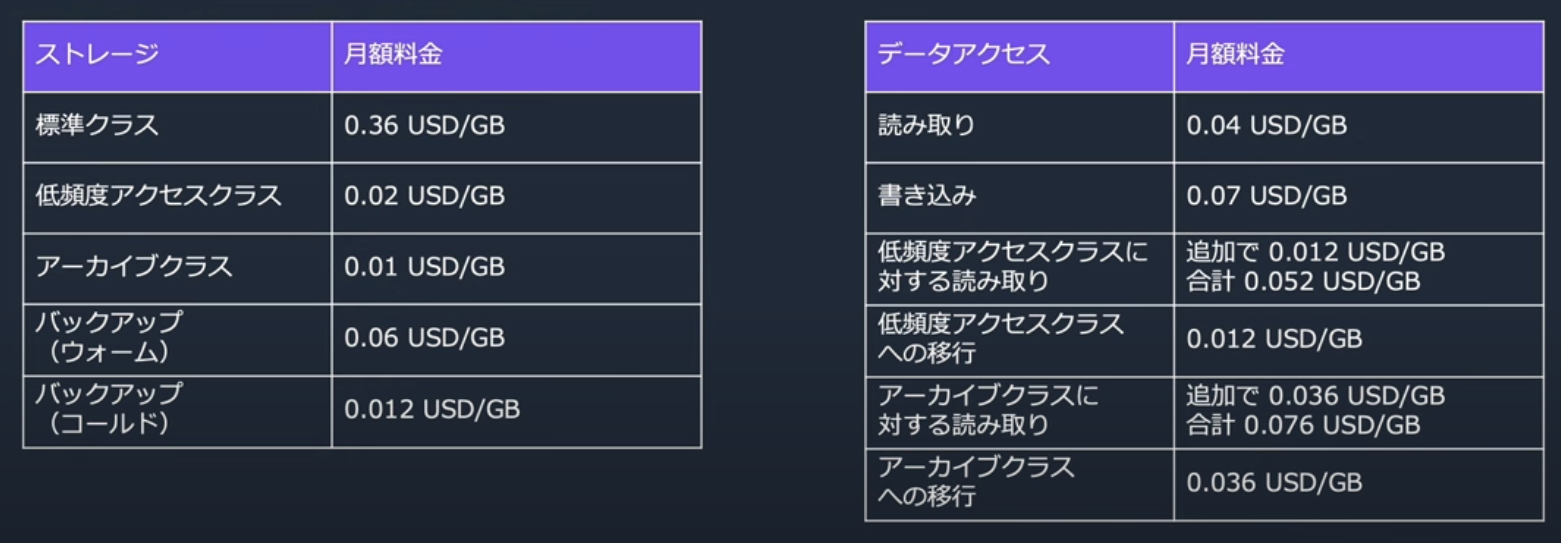 ストレージ 月額料金
標準クラス 0.36 USD/GB
低頻度アクセスクラス 0.02 USD/GB
アーカイブクラス 0.01 USD/GB
バックアップ
（ウォーム） 0.06 USD/GB
バックアップ
（コールド） 0.012 USD/GB
データアクセス 月額料金
読み取り 0.04 USD/GB
書き込み 0.07 USD/GB
低頻度アクセスクラスに 追加で 0.012 USD/GB
対する読み取り 合計 0.052 USD/GB
低頻度アクセスクラス
への移行 0.012 USD/GB
アーカイブクラスに 追加で 0.036 USD/GB
対する読み取り 合計 0.076 USD/GB
アーカイブクラス
への移行 0.036 USD/GB